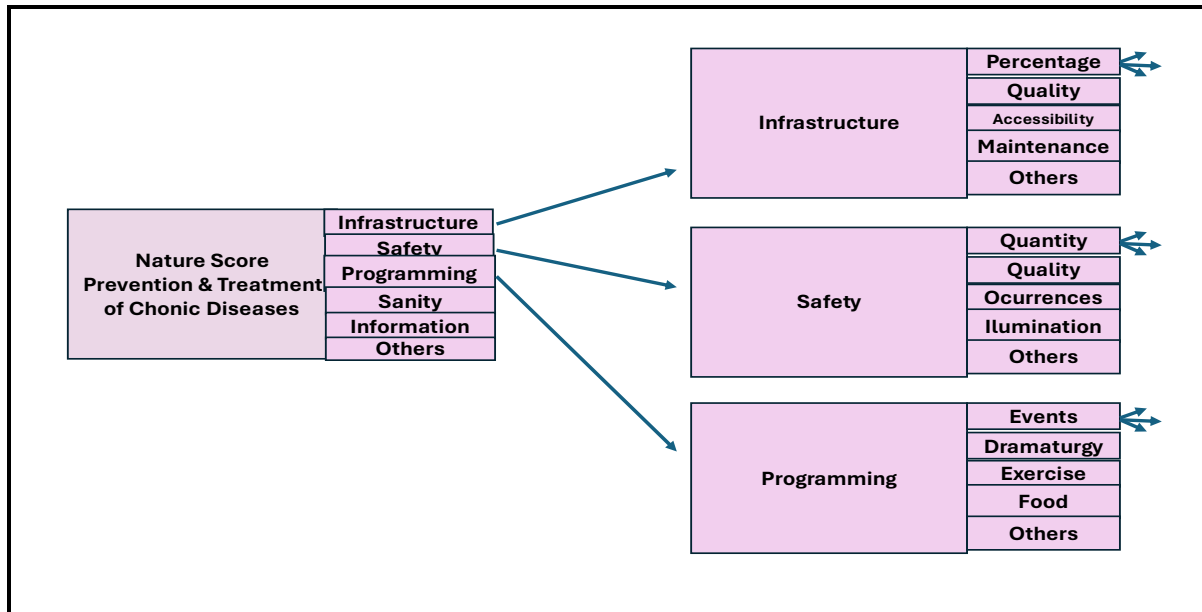 Nature Score
Prevention & Treatment
of Chonic Diseases
Infrastructure
Safety
Programming
Sanity
Information
Others
Infrastructure
Percentage
Quality
Accessibility
Maintenance
Others
Safety
Quantity
Quality
Ocurrences
Ilumination
Others
Programming
Events
Dramaturgy
Exercise
Food
Others